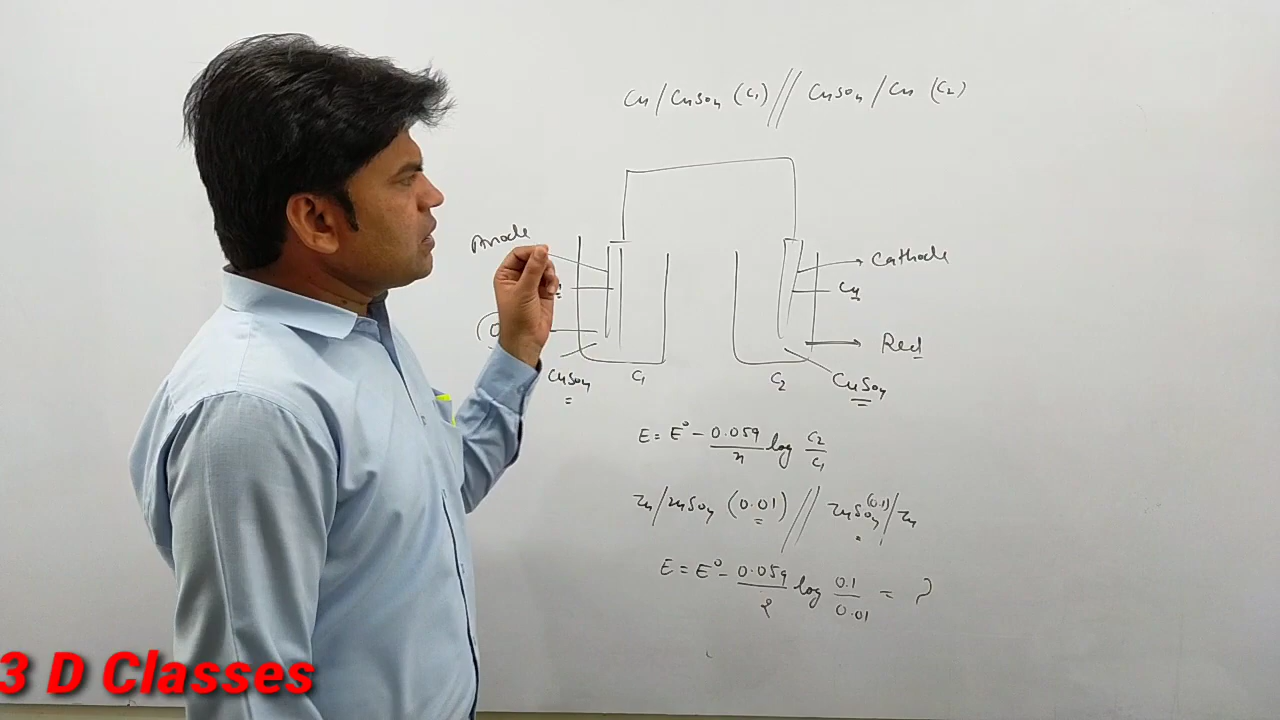 Cu/CuSO4 (C1)//CuSO4/Cu (C2)
Anode
Cathode
Cu
Red
CuSO4
C1
C2
CuSO4
E = E° - 0.059/n log C2/C1
Zn/ZnSO4 (0.01)//ZnSO4 (0.1)/Zn
E = E° - 0.059/2 log 0.1/0.01 = ?
3 D Classes